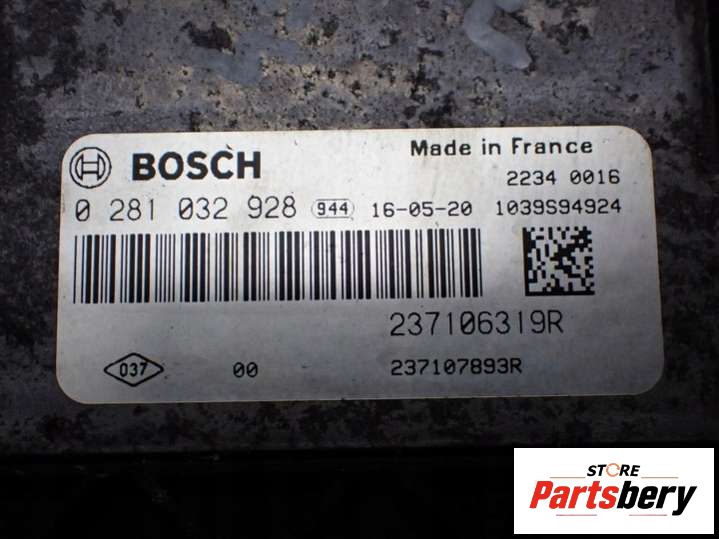 BOSCH Made in France
2234 0016
0 281 032 928 944 16-05-20 1039S94924
237106319R
037 00 237107893R
STORE
Partsbery